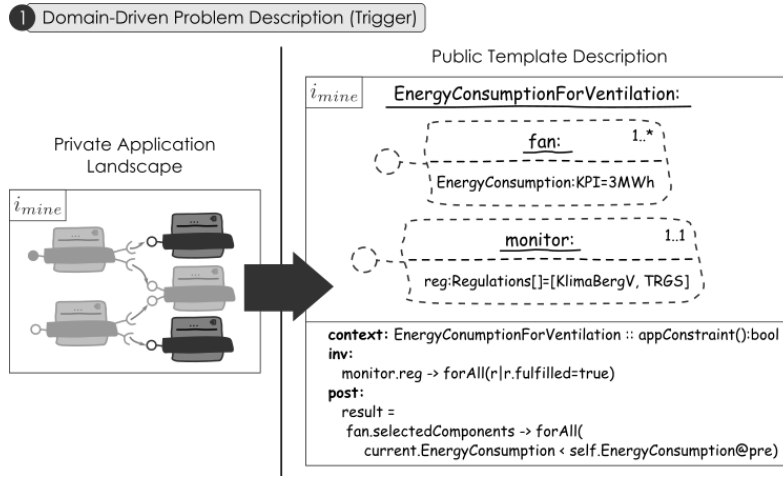 1 Domain-Driven Problem Description (Trigger)
Private Application
Landscape
i_mine
...
...
...
...
...
Public Template Description
i_mine
EnergyConsumptionForVentilation:
fan:
1..*
EnergyConsumption:KPI=3MWh
monitor:
1..1
reg:Regulations[]=[KlimaBergV, TRGS]
context: EnergyConumptionForVentilation :: appConstraint():bool
inv:
monitor.reg -> forAll(r|r.fulfilled=true)
post:
result =
fan.selectedComponents -> forAll(
current.EnergyConsumption < self.EnergyConsumption@pre)